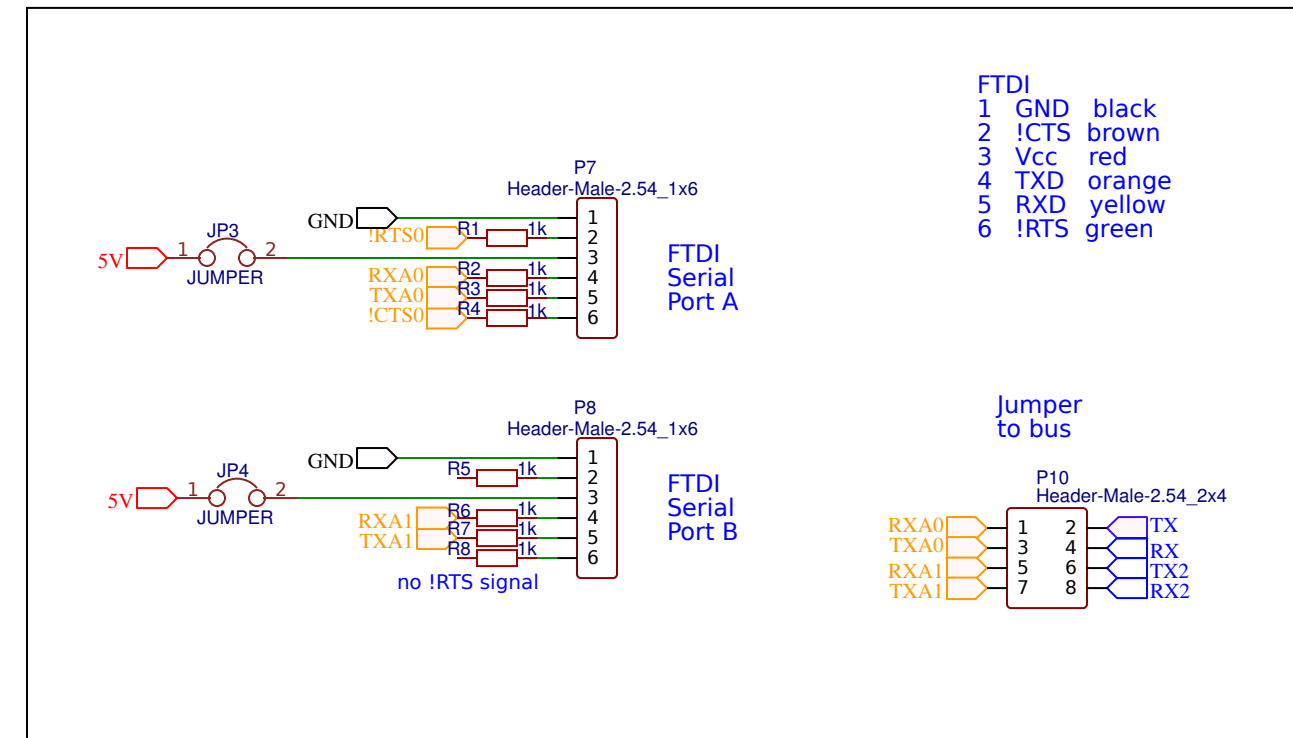 FTDI
1 GND black
2 !CTS brown
3 Vcc red
4 TXD orange
5 RXD yellow
6 !RTS green
P7
Header-Male-2.54_1x6
GND
1
!RTS0 R1 1k 2
5V 1 JP3 2 3
JUMPER
RXA0 R2 1k 4
TXA0 R3 1k 5
!CTS0 R4 1k 6
FTDI
Serial
Port A
P8
Header-Male-2.54_1x6
GND 1
R5 1k 2
5V 1 JP4 2 3
JUMPER
RXA1 R6 1k 4
TXA1 R7 1k 5
R8 1k 6
no !RTS signal
FTDI
Serial
Port B
Jumper
to bus
P10
Header-Male-2.54_2x4
RXA0 1 2 TX
TXA0 3 4 RX
RXA1 5 6 TX2
TXA1 7 8 RX2